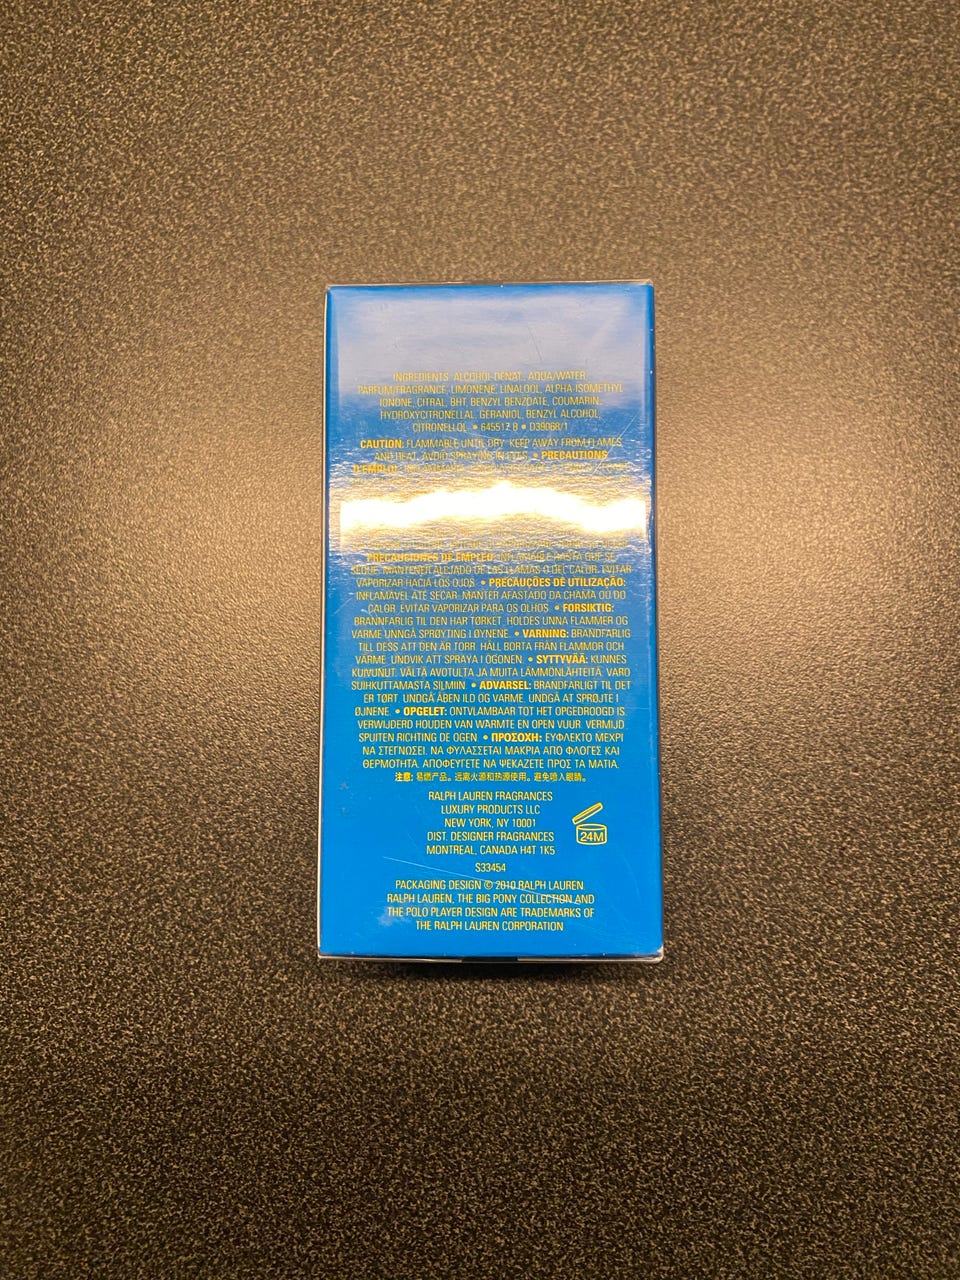 INGREDIENTS: ALCOHOL DENAT., AQUA/WATER,
PARFUM/FRAGRANCE, LIMONENE, LINALOOL, ALPHA-ISOMETHYL
IONONE, CITRAL, BHT, BENZYL BENZOATE, COUMARIN,
HYDROXYCITRONELLAL, GERANIOL, BENZYL ALCOHOL,
CITRONELLOL • 645512 8 • D39068/1
CAUTION: FLAMMABLE UNTIL DRY. KEEP AWAY FROM FLAMES
AND HEAT. AVOID SPRAYING IN EYES. • PRECAUTIONS
D'EMPLOI:
PRECAUCIONES DE EMPLEO: INFLAMABLE HASTA QUE SE
SEQUE. MANTENER ALEJADO DE LAS LLAMAS O DEL CALOR. EVITAR
VAPORIZAR HACIA LOS OJOS. • PRECAUÇÕES DE UTILIZAÇÃO:
INFLAMÁVEL ATÉ SECAR. MANTER AFASTADO DA CHAMA OU DO
CALOR. EVITAR VAPORIZAR PARA OS OLHOS. • FORSIKTIG:
BRANNFARLIG TIL DEN HAR TØRKET. HOLDES UNNA FLAMMER OG
VARME. UNNGÅ SPRØYTING I ØYNENE. • VARNING: BRANDFARLIG
TILL DESS ATT DEN ÄR TORR. HÅLL BORTA FRÅN FLAMMOR OCH
VÄRME. UNDVIK ATT SPRAYA I ÖGONEN. • SYTTYVÄÄ: KUNNES
KUIVUNUT. VÄLTÄ AVOTULTA JA MUITA LÄMMÖNLÄHTEITÄ. VARO
SUIHKUTTAMASTA SILMIIN. • ADVARSEL: BRANDFARLIGT TIL DET
ER TØRT. UNDGÅ ÅBEN ILD OG VARME. UNDGÅ AT SPRØJTE I
ØJNENE. • OPGELET: ONTVLAMBAAR TOT HET OPGEDROOGD IS.
VERWIJDERD HOUDEN VAN WARMTE EN OPEN VUUR. VERMIJD
SPUITEN RICHTING DE OGEN. • ΠΡΟΣΟΧΗ: ΕΥΦΛΕΚΤΟ ΜΕΧΡΙ
ΝΑ ΣΤΕΓΝΩΣΕΙ. ΝΑ ΦΥΛΑΣΣΕΤΑΙ ΜΑΚΡΙΑ ΑΠΟ ΦΛΟΓΕΣ ΚΑΙ
ΘΕΡΜΟΤΗΤΑ. ΑΠΟΦΕΥΓΕΤΕ ΝΑ ΨΕΚΑΖΕΤΕ ΠΡΟΣ ΤΑ ΜΑΤΙΑ.
注意: 易燃产品。远离火源和热源使用。避免喷入眼睛。
RALPH LAUREN FRAGRANCES
LUXURY PRODUCTS LLC
NEW YORK, NY 10001
DIST. DESIGNER FRAGRANCES
MONTREAL, CANADA H4T 1K5
24M
S33454
PACKAGING DESIGN © 2010 RALPH LAUREN
RALPH LAUREN, THE BIG PONY COLLECTION AND
THE POLO PLAYER DESIGN ARE TRADEMARKS OF
THE RALPH LAUREN CORPORATION